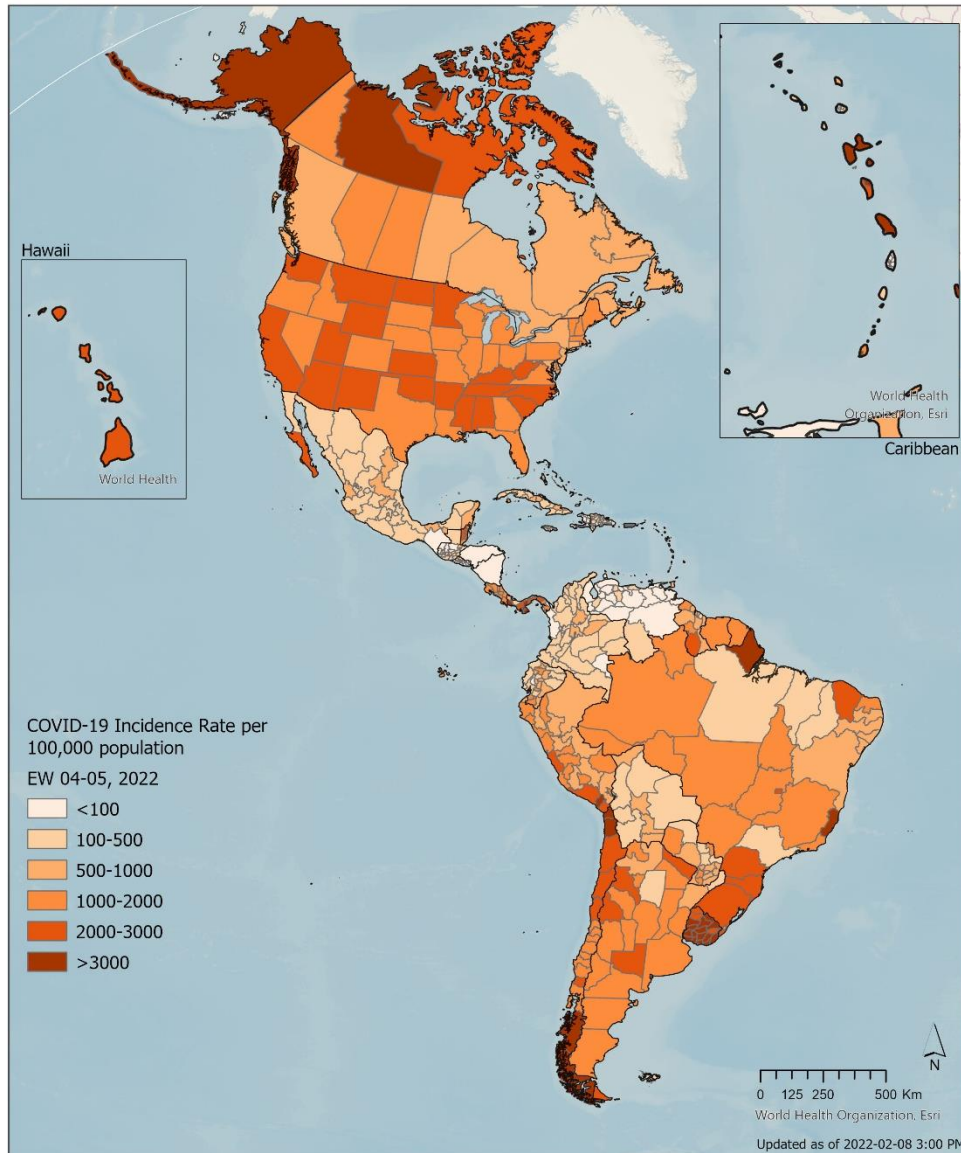 Hawaii
World Health
World Health
Organization, Esri
Caribbean
COVID-19 Incidence Rate per
100,000 population
EW 04-05, 2022
<100
100-500
500-1000
1000-2000
2000-3000
>3000
N
0 125 250 500 Km
World Health Organization, Esri
Updated as of 2022-02-08 3:00 PM